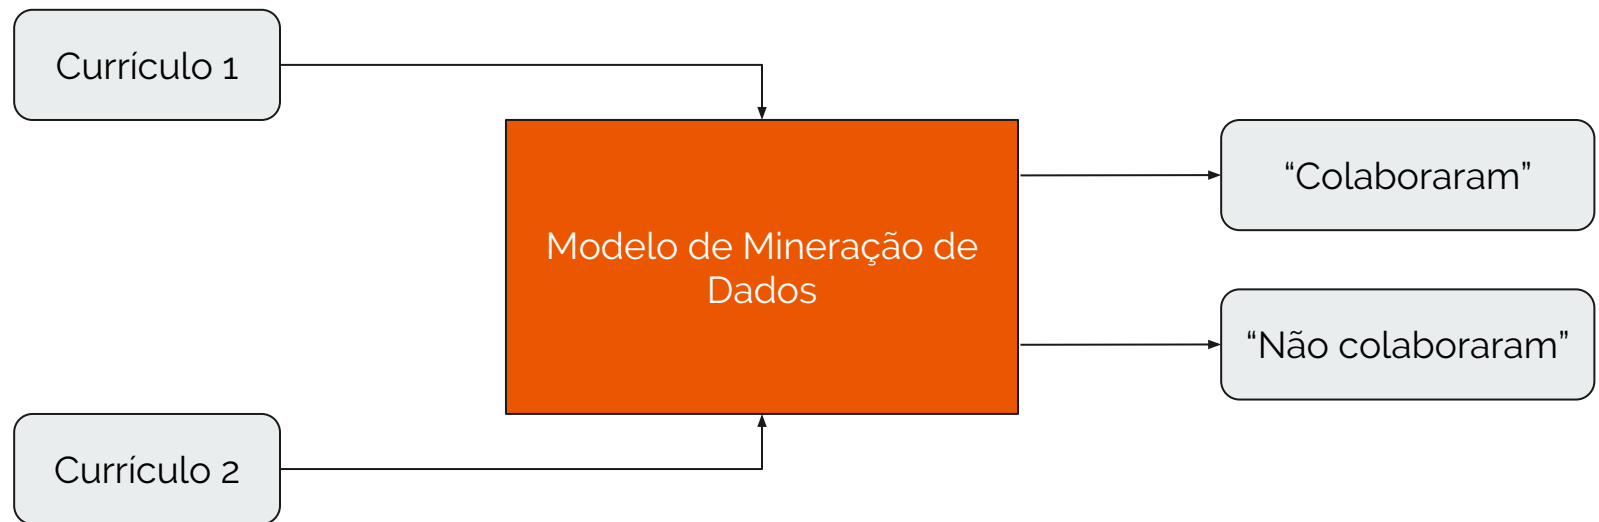 Currículo 1
“Colaboraram”
Modelo de Mineração de
Dados
“Não colaboraram”
Currículo 2